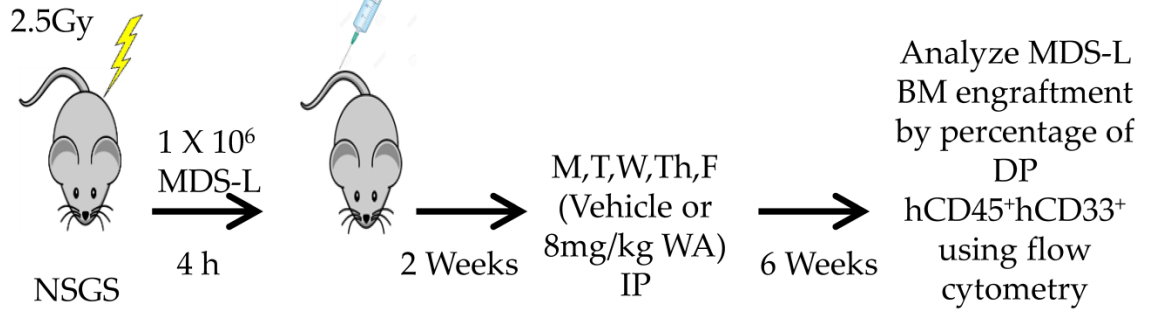 2.5Gy
NSGS
1 X 10⁶
MDS-L
4 h
2 Weeks
M,T,W,Th,F
(Vehicle or
8mg/kg WA)
IP
6 Weeks
Analyze MDS-L
BM engraftment
by percentage of
DP
hCD45⁺hCD33⁺
using flow
cytometry